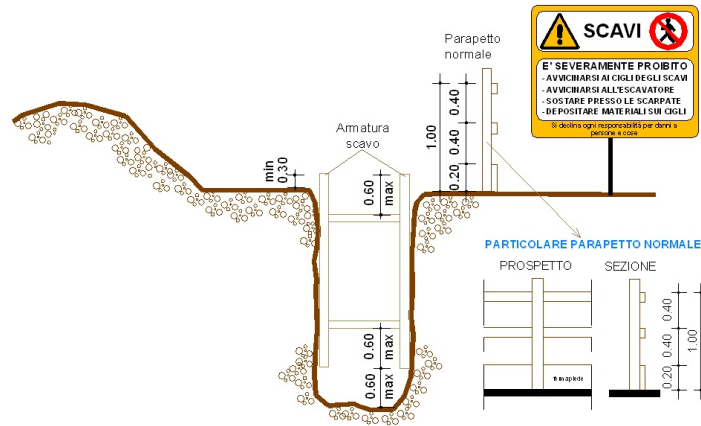 SCAVI
E' SEVERAMENTE PROIBITO
- AVVICINARSI AI CIGLI DEGLI SCAVI
- AVVICINARSI ALL'ESCAVATORE
- SOSTARE PRESSO LE SCARPATE
- DEPOSITARE MATERIALI SUI CIGLI
Si declina ogni responsabilità per danni a
persone e cose
Parapetto
normale
0.40
1.00
0.40
0.20
Armatura
scavo
min
0.30
0.60
max
0.60
max
0.60
max
PARTICOLARE PARAPETTO NORMALE
PROSPETTO
SEZIONE
fermapiede
0.40
0.40
1.00
0.20